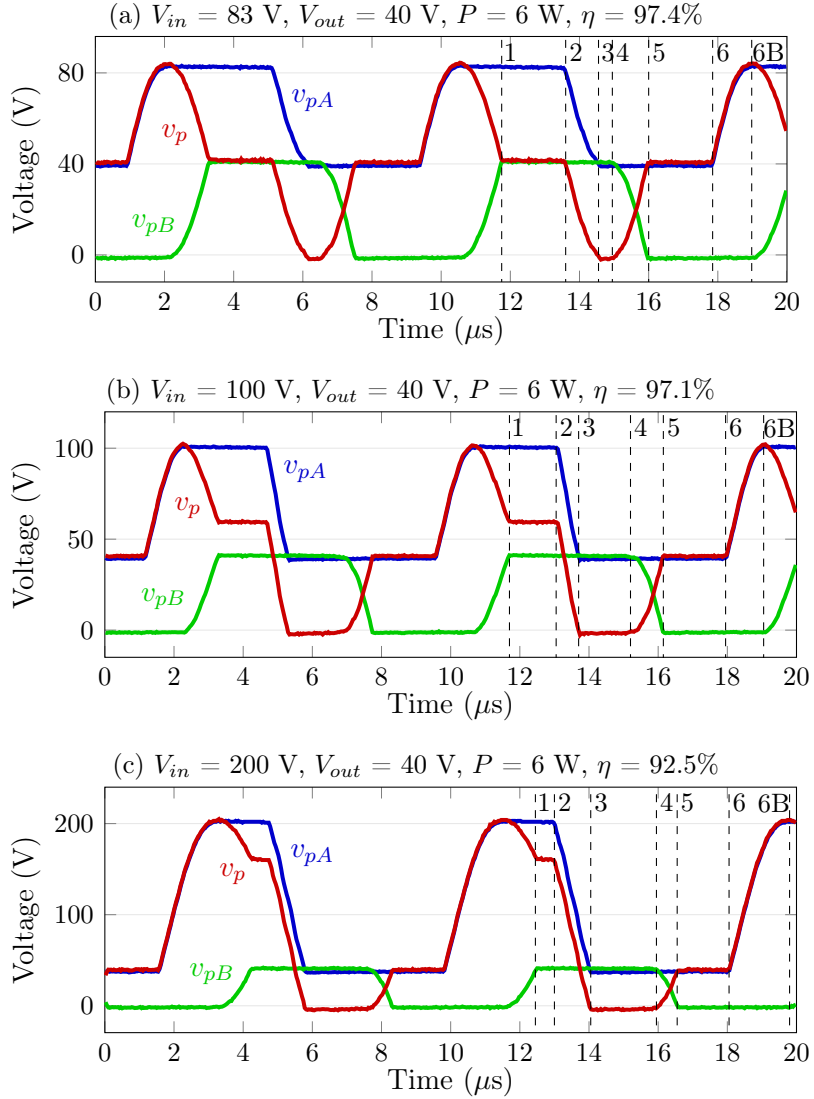 (a) V_in = 83 V, V_out = 40 V, P = 6 W, η = 97.4%
1 2 3 4 5 6 6B
80
40
0
Voltage (V)
v_pA
v_p
v_pB
0 2 4 6 8 10 12 14 16 18 20
Time (μs)
(b) V_in = 100 V, V_out = 40 V, P = 6 W, η = 97.1%
1 2 3 4 5 6 6B
100
50
0
Voltage (V)
v_pA
v_p
v_pB
0 2 4 6 8 10 12 14 16 18 20
Time (μs)
(c) V_in = 200 V, V_out = 40 V, P = 6 W, η = 92.5%
1 2 3 4 5 6 6B
200
100
0
Voltage (V)
v_pA
v_p
v_pB
0 2 4 6 8 10 12 14 16 18 20
Time (μs)